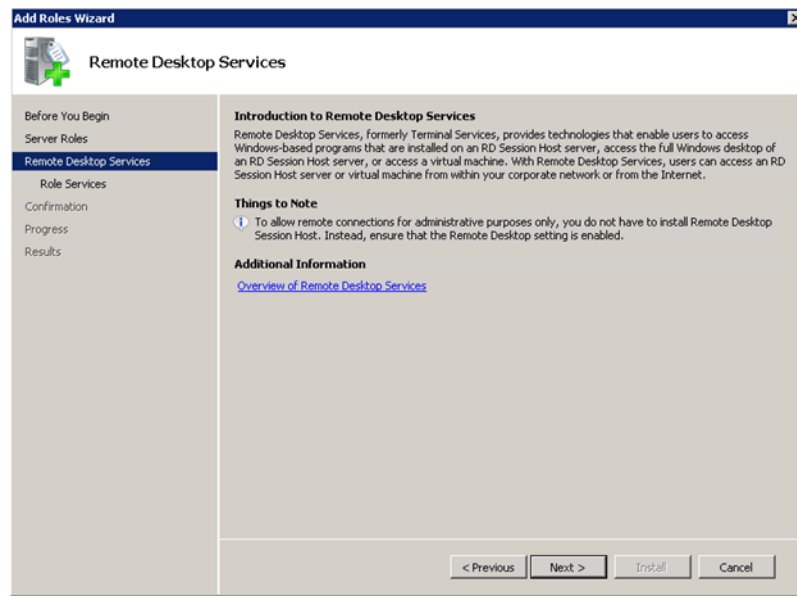 Add Roles Wizard
Remote Desktop Services
Before You Begin
Server Roles
Remote Desktop Services
Role Services
Confirmation
Progress
Results
Introduction to Remote Desktop Services
Remote Desktop Services, formerly Terminal Services, provides technologies that enable users to access
Windows-based programs that are installed on an RD Session Host server, access the full Windows desktop of
an RD Session Host server, or access a virtual machine. With Remote Desktop Services, users can access an RD
Session Host server or virtual machine from within your corporate network or from the Internet.
Things to Note
To allow remote connections for administrative purposes only, you do not have to install Remote Desktop
Session Host. Instead, ensure that the Remote Desktop setting is enabled.
Additional Information
Overview of Remote Desktop Services
< Previous
Next >
Install
Cancel